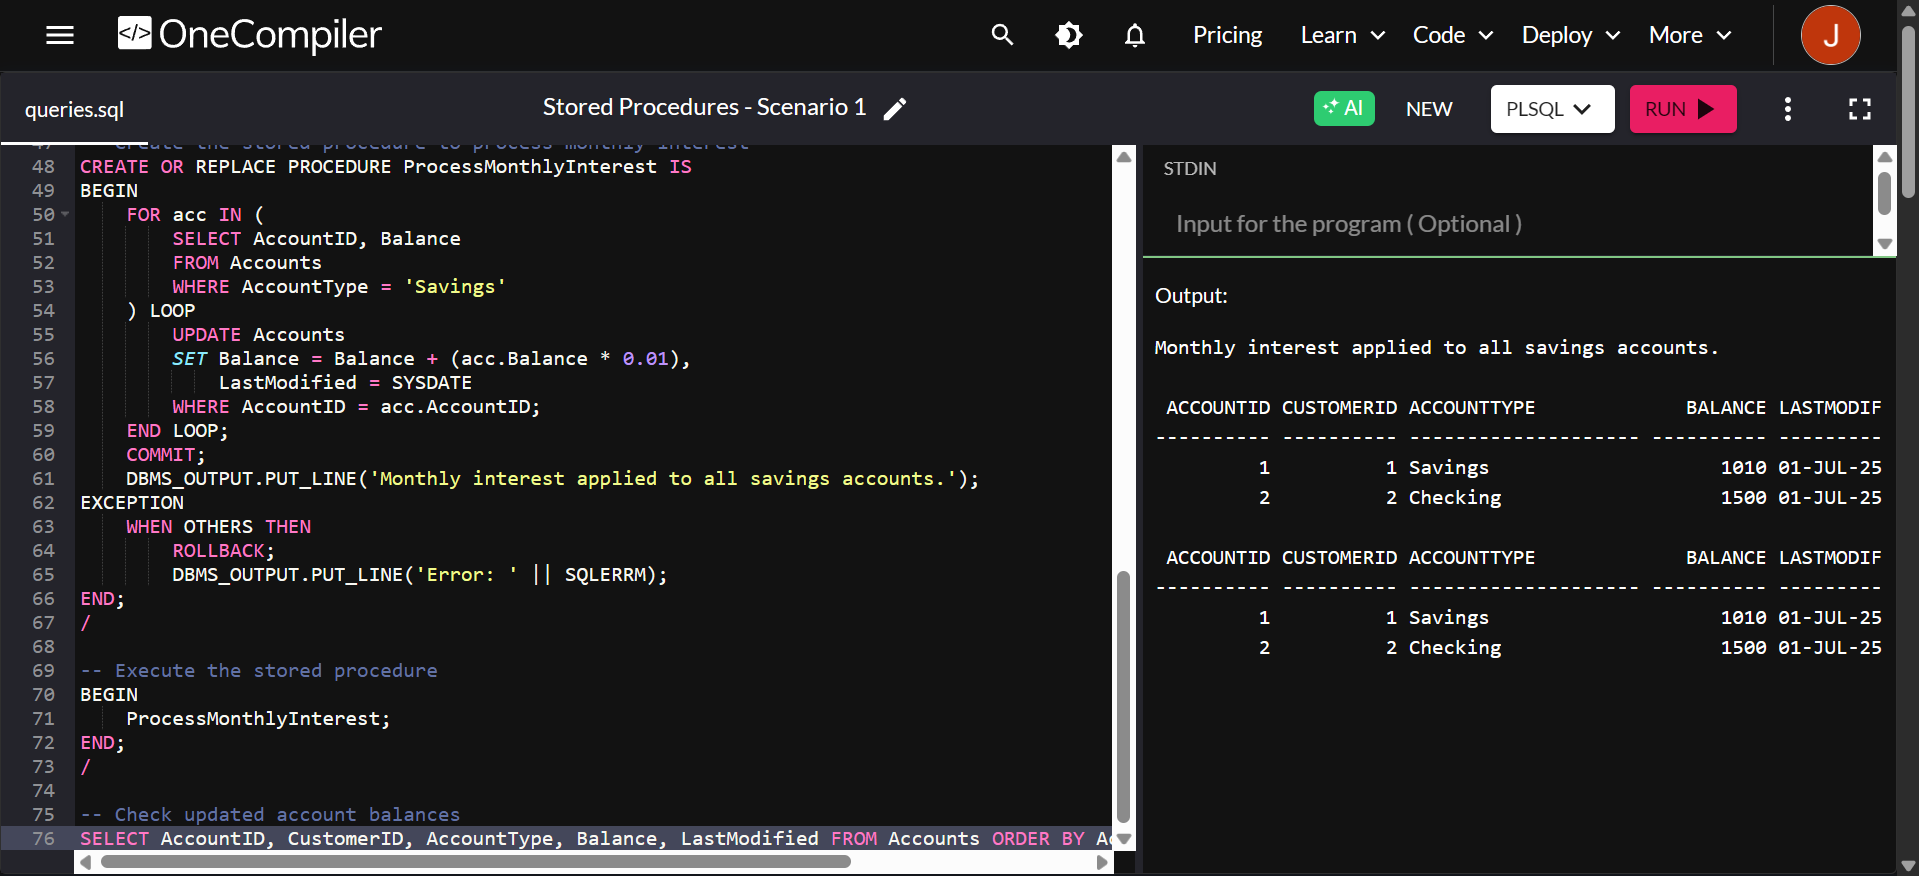 </> OneCompiler
Pricing Learn Code Deploy More J
queries.sql
Stored Procedures - Scenario 1
AI NEW PLSQL RUN
47 -- Create the stored procedure to process monthly interest
48 CREATE OR REPLACE PROCEDURE ProcessMonthlyInterest IS
49 BEGIN
50 FOR acc IN (
51 SELECT AccountID, Balance
52 FROM Accounts
53 WHERE AccountType = 'Savings'
54 ) LOOP
55 UPDATE Accounts
56 SET Balance = Balance + (acc.Balance * 0.01),
57 LastModified = SYSDATE
58 WHERE AccountID = acc.AccountID;
59 END LOOP;
60 COMMIT;
61 DBMS_OUTPUT.PUT_LINE('Monthly interest applied to all savings accounts.');
62 EXCEPTION
63 WHEN OTHERS THEN
64 ROLLBACK;
65 DBMS_OUTPUT.PUT_LINE('Error: ' || SQLERRM);
66 END;
67 /
68
69 -- Execute the stored procedure
70 BEGIN
71 ProcessMonthlyInterest;
72 END;
73 /
74
75 -- Check updated account balances
76 SELECT AccountID, CustomerID, AccountType, Balance, LastModified FROM Accounts ORDER BY Ac
STDIN
Input for the program ( Optional )
Output:
Monthly interest applied to all savings accounts.
ACCOUNTID CUSTOMERID ACCOUNTTYPE BALANCE LASTMODIF
---------- ---------- -------------------- ---------- ---------
1 1 Savings 1010 01-JUL-25
2 2 Checking 1500 01-JUL-25
ACCOUNTID CUSTOMERID ACCOUNTTYPE BALANCE LASTMODIF
---------- ---------- -------------------- ---------- ---------
1 1 Savings 1010 01-JUL-25
2 2 Checking 1500 01-JUL-25